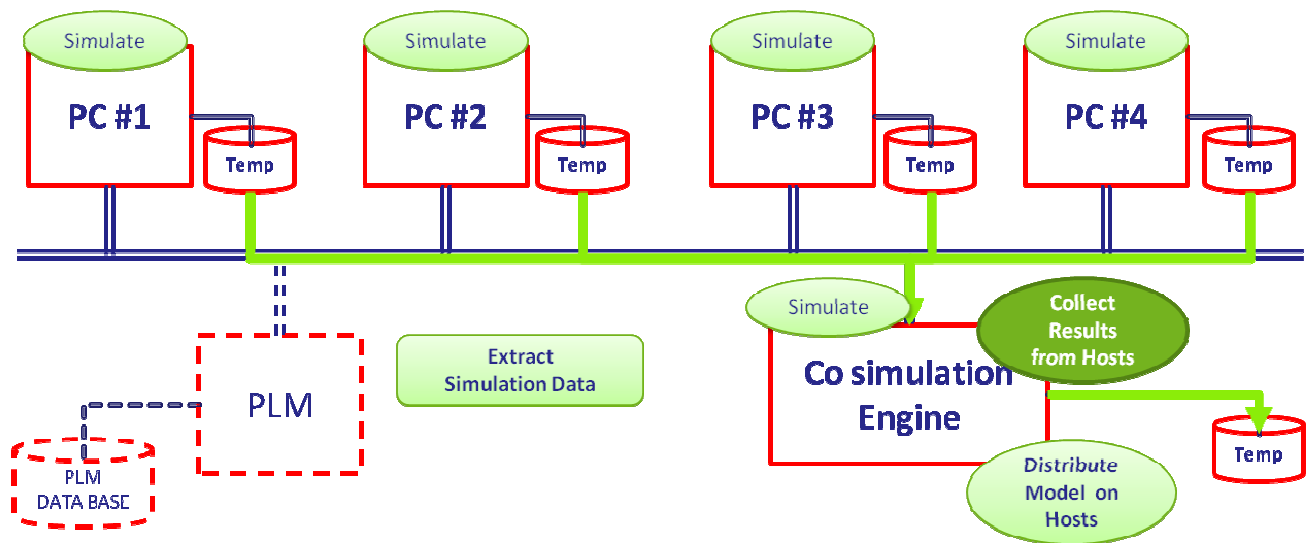 Simulate
Simulate
Simulate
Simulate
PC #1
PC #2
PC #3
PC #4
Temp
Temp
Temp
Temp
Simulate
Collect
Results
from Hosts
Extract
Simulation Data
Co simulation
Engine
PLM
Temp
PLM
DATA BASE
Distribute
Model on
Hosts